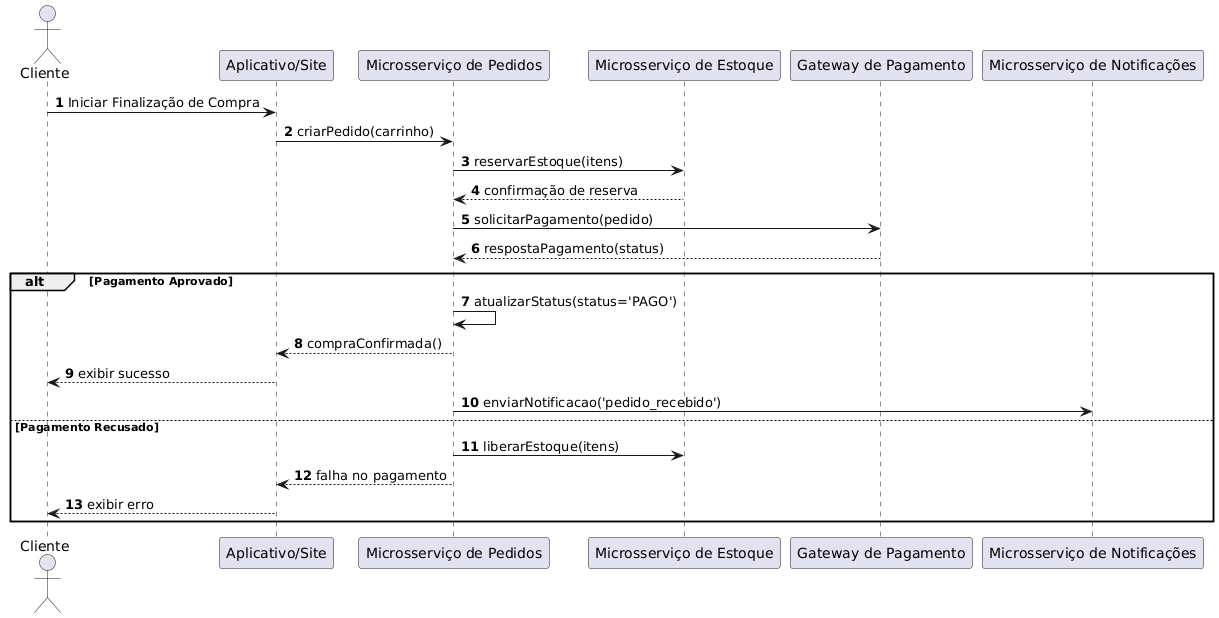 Cliente
Aplicativo/Site
Microsserviço de Pedidos
Microsserviço de Estoque
Gateway de Pagamento
Microsserviço de Notificações
1 Iniciar Finalização de Compra
2 criarPedido(carrinho)
3 reservarEstoque(itens)
4 confirmação de reserva
5 solicitarPagamento(pedido)
6 respostaPagamento(status)
alt [Pagamento Aprovado]
7 atualizarStatus(status='PAGO')
8 compraConfirmada()
9 exibir sucesso
10 enviarNotificacao('pedido_recebido')
[Pagamento Recusado]
11 liberarEstoque(itens)
12 falha no pagamento
13 exibir erro
Cliente
Aplicativo/Site
Microsserviço de Pedidos
Microsserviço de Estoque
Gateway de Pagamento
Microsserviço de Notificações